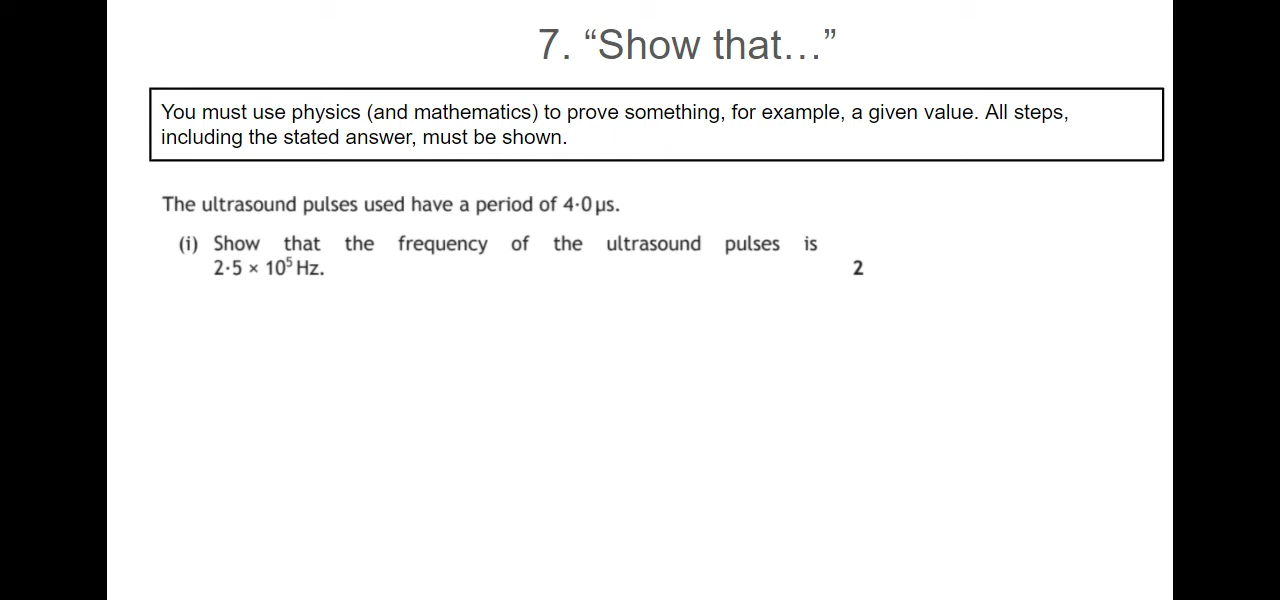 7. “Show that…”
You must use physics (and mathematics) to prove something, for example, a given value. All steps,
including the stated answer, must be shown.
The ultrasound pulses used have a period of 4·0 µs.
(i) Show that the frequency of the ultrasound pulses is
2·5 × 10⁵ Hz. 2